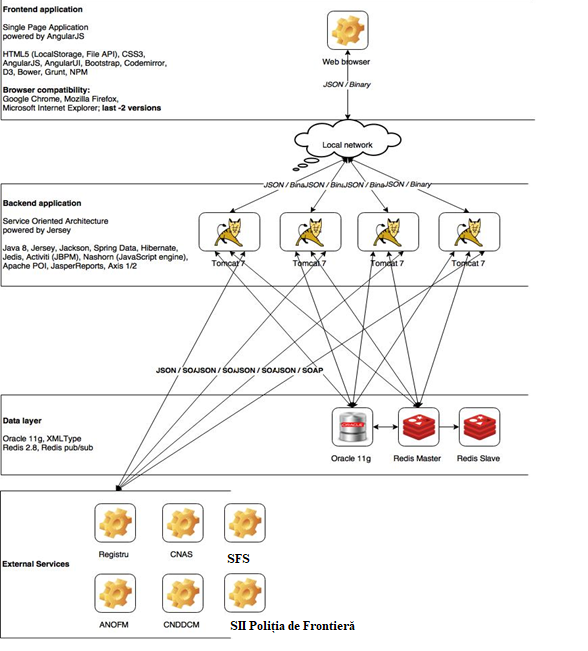 Frontend application
Single Page Application
powered by AngularJS
HTML5 (LocalStorage, File API), CSS3,
AngularJS, AngularUI, Bootstrap, Codemirror,
D3, Bower, Grunt, NPM
Browser compatibility:
Google Chrome, Mozilla Firefox,
Microsoft Internet Explorer; last -2 versions
Web browser
JSON / Binary
Local network
JSON / BinaJSON / BinaJSON / BinaJSON / Binary
Backend application
Service Oriented Architecture
powered by Jersey
Java 8, Jersey, Jackson, Spring Data, Hibernate,
Jedis, Activiti (JBPM), Nashorn (JavaScript engine),
Apache POI, JasperReports, Axis 1/2
Tomcat 7
Tomcat 7
Tomcat 7
Tomcat 7
JSON / SOAJSON / SOAJSON / SOAJSON / SOAP
Data layer
Oracle 11g, XMLType
Redis 2.8, Redis pub/sub
ORACLE
Oracle 11g
Redis Master
Redis Slave
External Services
Registru
CNAS
SFS
ANOFM
CNDDCM
SII Poliția de Frontieră